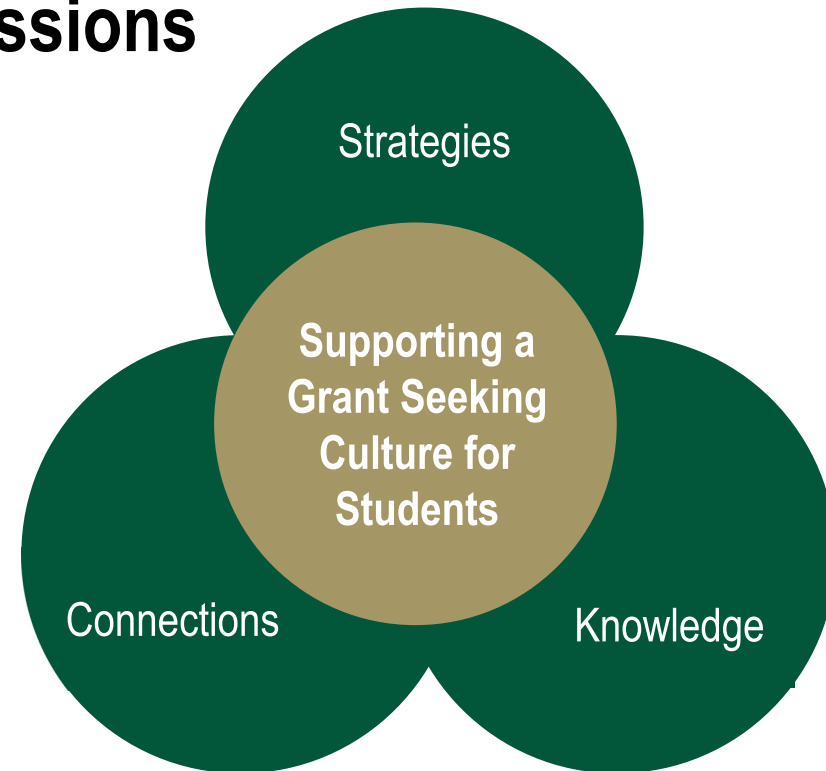 ssions
Strategies
Supporting a
Grant Seeking
Culture for
Students
Connections
Knowledge